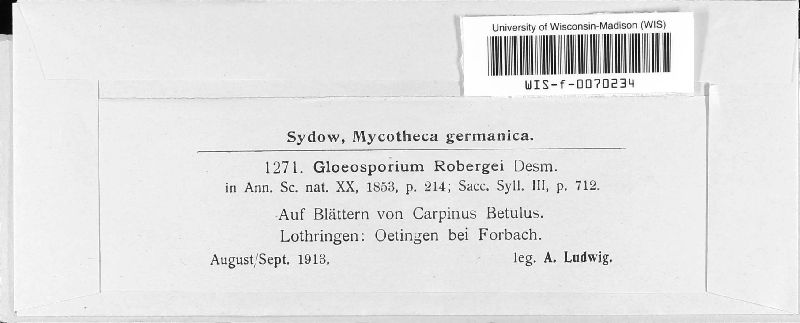 University of Wisconsin-Madison (WIS)
WIS-f-0070234
Sydow, Mycotheca germanica.
1271. Gloeosporium Robergei Desm.
in Ann. Sc. nat. XX, 1853, p. 214; Sacc. Syll. III, p. 712.
Auf Blättern von Carpinus Betulus.
Lothringen: Oetingen bei Forbach.
August/Sept. 1913. leg. A. Ludwig.